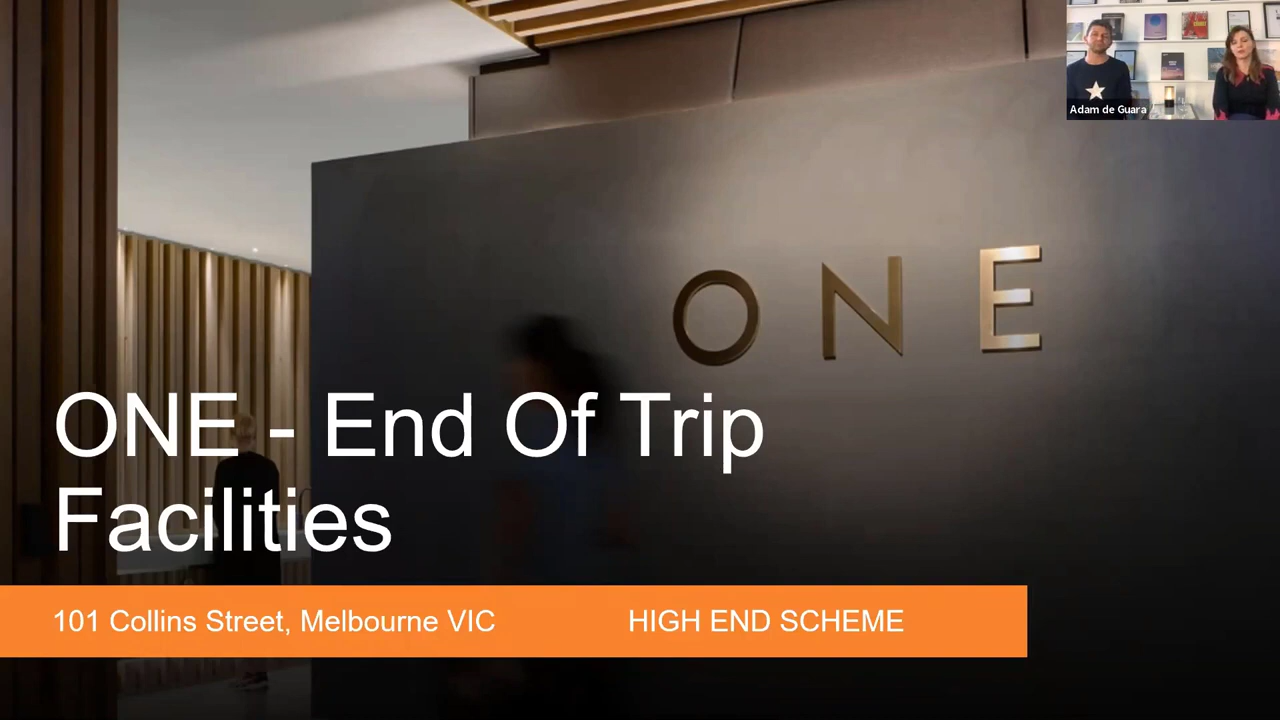 Adam de Guara
ONE
ONE - End Of Trip
Facilities
101 Collins Street, Melbourne VIC
HIGH END SCHEME